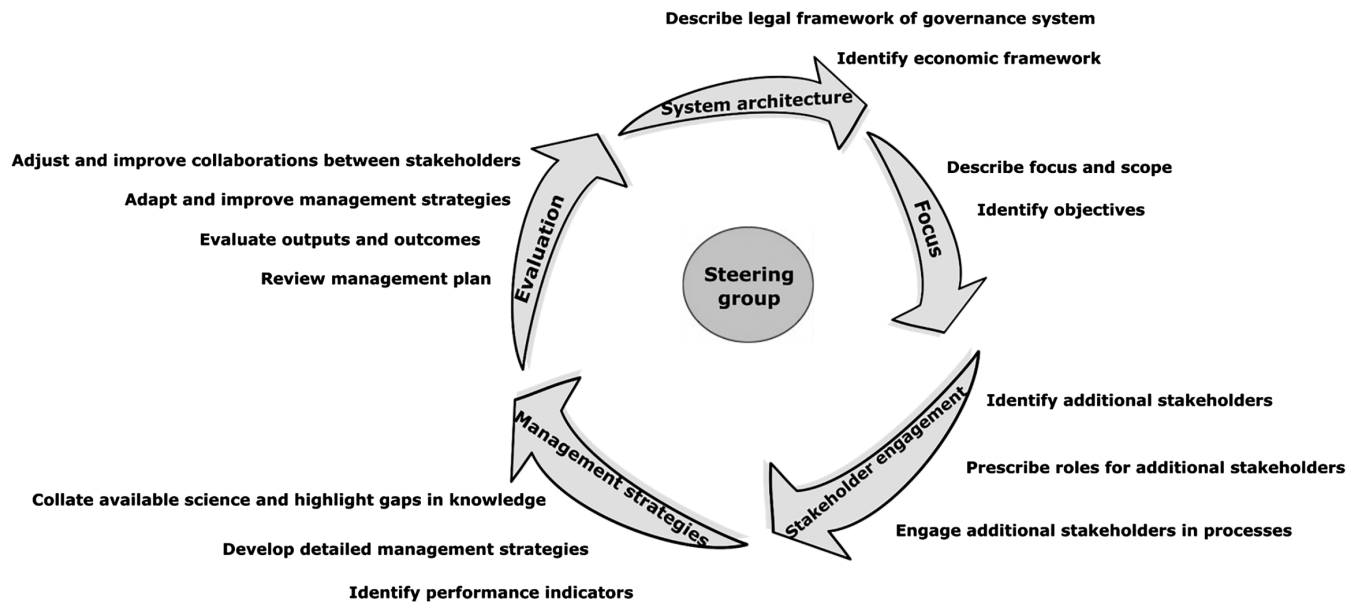 Describe legal framework of governance system
Identify economic framework
System architecture
Describe focus and scope
Identify objectives
Focus
Identify additional stakeholders
Prescribe roles for additional stakeholders
Engage additional stakeholders in processes
Stakeholder engagement
Management strategies
Collate available science and highlight gaps in knowledge
Develop detailed management strategies
Identify performance indicators
Evaluation
Adjust and improve collaborations between stakeholders
Adapt and improve management strategies
Evaluate outputs and outcomes
Review management plan
Steering
group